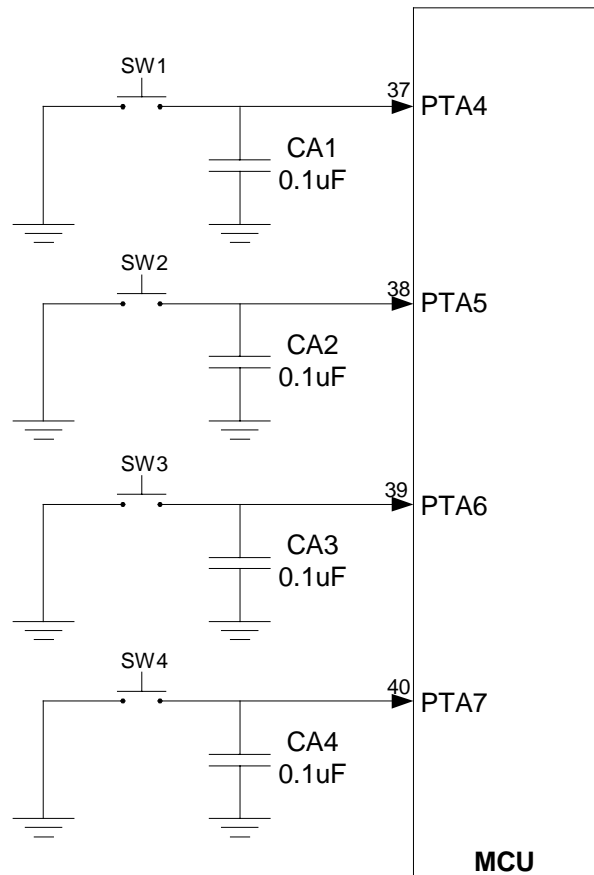 SW1
37
PTA4
CA1
0.1uF
SW2
38
PTA5
CA2
0.1uF
SW3
39
PTA6
CA3
0.1uF
SW4
40
PTA7
CA4
0.1uF
MCU